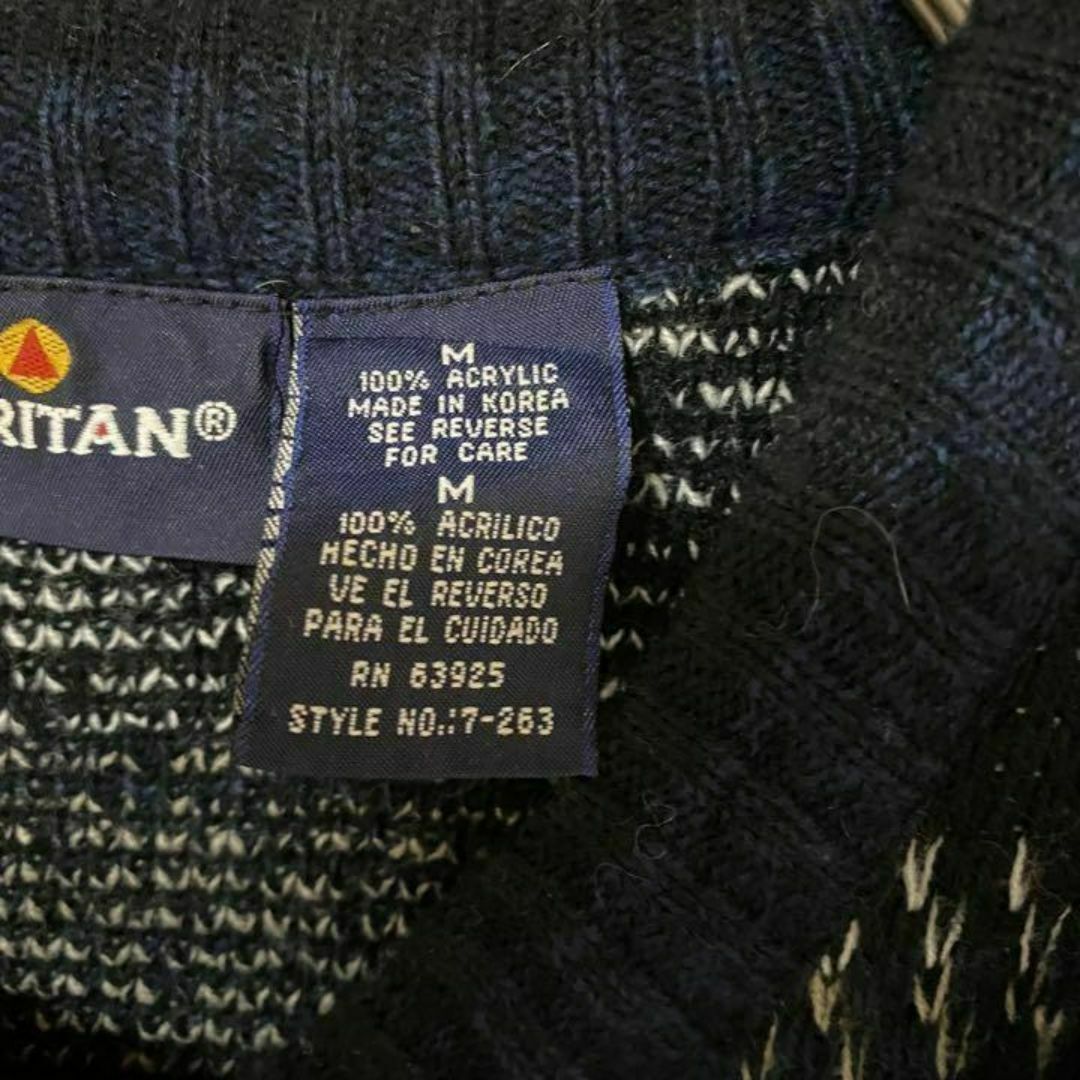 RITAN®
M
100% ACRYLIC
MADE IN KOREA
SEE REVERSE
FOR CARE
M
100% ACRILICO
HECHO EN COREA
VE EL REVERSO
PARA EL CUIDADO
RN 63925
STYLE NO.:7-263